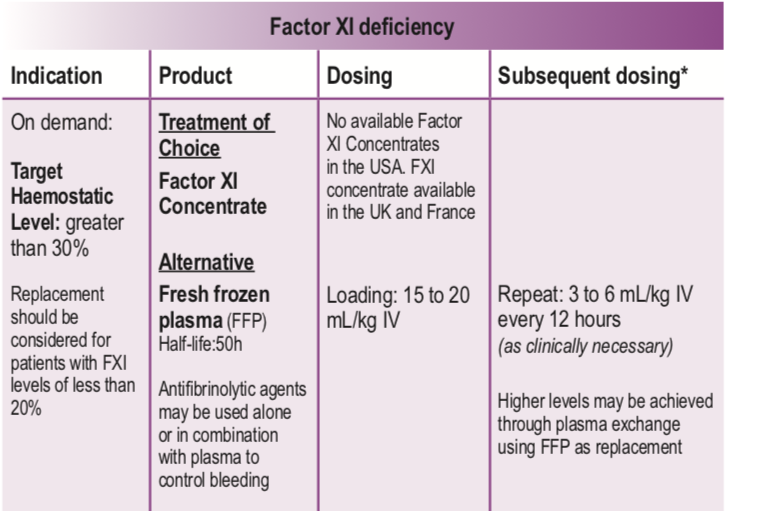 Factor XI deficiency
Indication
Product
Dosing
Subsequent dosing*
On demand:
Target
Haemostatic
Level: greater
than 30%
Replacement
should be
considered for
patients with FXI
levels of less than
20%
Treatment of
Choice
Factor XI
Concentrate
Alternative
Fresh frozen
plasma (FFP)
Half-life:50h
Antifibrinolytic agents
may be used alone
or in combination
with plasma to
control bleeding
No available Factor
XI Concentrates
in the USA. FXI
concentrate available
in the UK and France
Loading: 15 to 20
mL/kg IV
Repeat: 3 to 6 mL/kg IV
every 12 hours
(as clinically necessary)
Higher levels may be achieved
through plasma exchange
using FFP as replacement